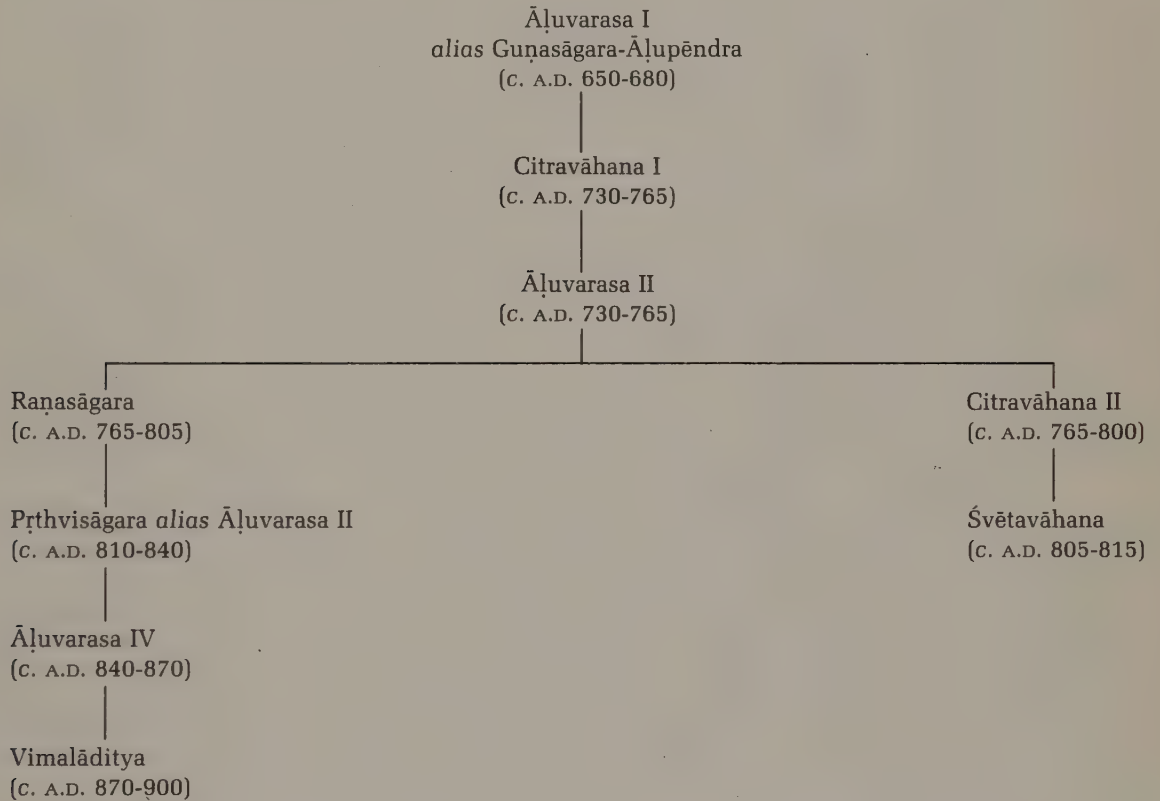 Āḷuvarasa I
alias Guṇasāgara-Āḷupēndra
(c. A.D. 650-680)
Citravāhana I
(c. A.D. 730-765)
Āḷuvarasa II
(c. A.D. 730-765)
Raṇasāgara
(c. A.D. 765-805)
Citravāhana II
(c. A.D. 765-800)
Pṛthvisāgara alias Āḷuvarasa II
(c. A.D. 810-840)
Śvētavāhana
(c. A.D. 805-815)
Āḷuvarasa IV
(c. A.D. 840-870)
Vimalāditya
(c. A.D. 870-900)